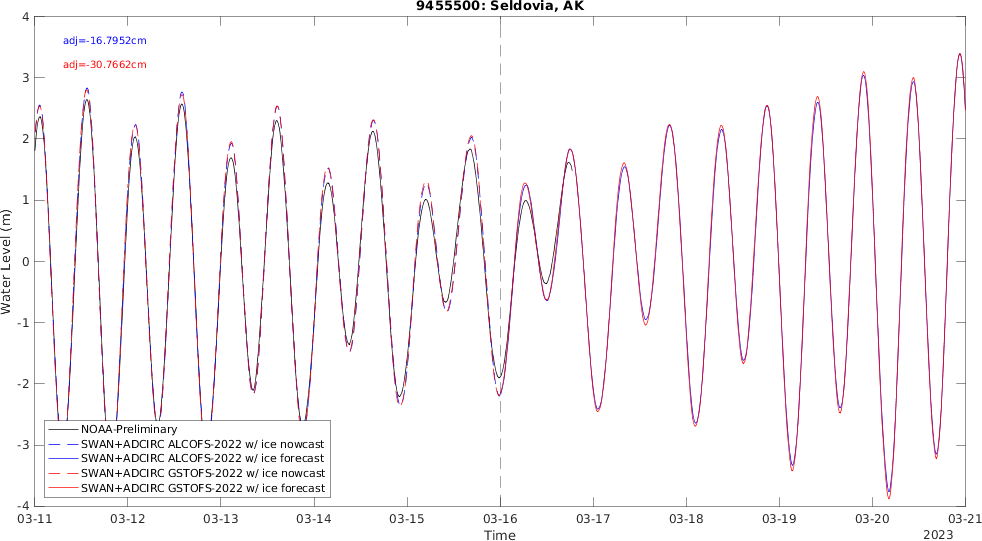 9455500: Seldovia, AK
adj=-16.7952cm
adj=-30.7662cm
4
3
2
1
0
-1
-2
-3
-4
Water Level (m)
NOAA-Preliminary
SWAN+ADCIRC ALCOFS-2022 w/ ice nowcast
SWAN+ADCIRC ALCOFS-2022 w/ ice forecast
SWAN+ADCIRC GSTOFS-2022 w/ ice nowcast
SWAN+ADCIRC GSTOFS-2022 w/ ice forecast
03-11 03-12 03-13 03-14 03-15 03-16 03-17 03-18 03-19 03-20 03-21
Time
2023